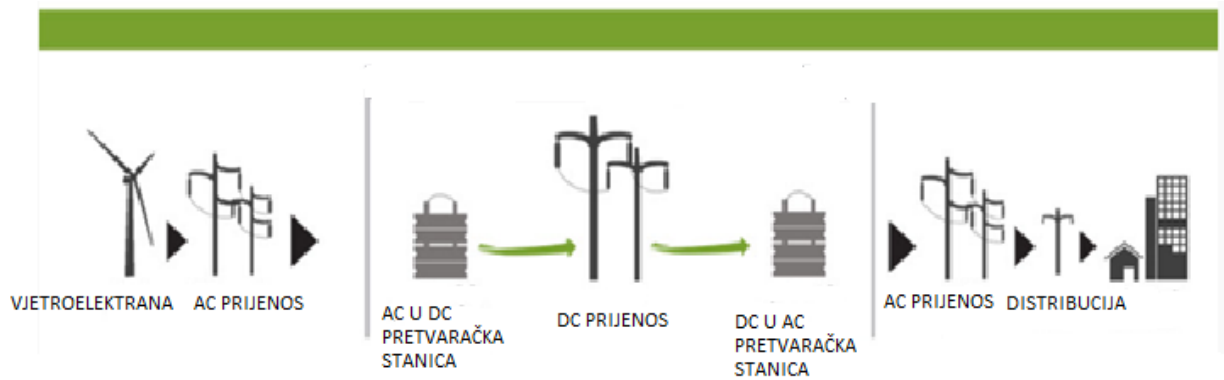 VJETROELEKTRANA
AC PRIJENOS
AC U DC
PRETVARAČKA
STANICA
DC PRIJENOS
DC U AC
PRETVARAČKA
STANICA
AC PRIJENOS
DISTRIBUCIJA